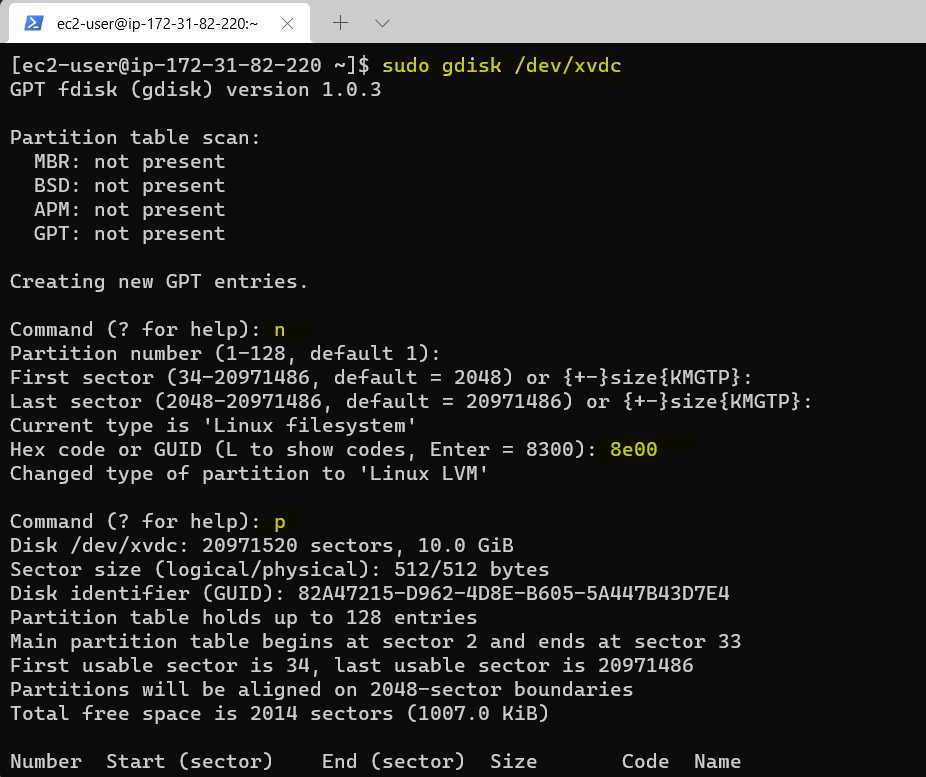 ec2-user@ip-172-31-82-220:~
[ec2-user@ip-172-31-82-220 ~]$ sudo gdisk /dev/xvdc
GPT fdisk (gdisk) version 1.0.3
Partition table scan:
MBR: not present
BSD: not present
APM: not present
GPT: not present
Creating new GPT entries.
Command (? for help): n
Partition number (1-128, default 1):
First sector (34-20971486, default = 2048) or {+-}size{KMGTP}:
Last sector (2048-20971486, default = 20971486) or {+-}size{KMGTP}:
Current type is 'Linux filesystem'
Hex code or GUID (L to show codes, Enter = 8300): 8e00
Changed type of partition to 'Linux LVM'
Command (? for help): p
Disk /dev/xvdc: 20971520 sectors, 10.0 GiB
Sector size (logical/physical): 512/512 bytes
Disk identifier (GUID): 82A47215-D962-4D8E-B605-5A447B43D7E4
Partition table holds up to 128 entries
Main partition table begins at sector 2 and ends at sector 33
First usable sector is 34, last usable sector is 20971486
Partitions will be aligned on 2048-sector boundaries
Total free space is 2014 sectors (1007.0 KiB)
Number  Start (sector)    End (sector)  Size       Code  Name